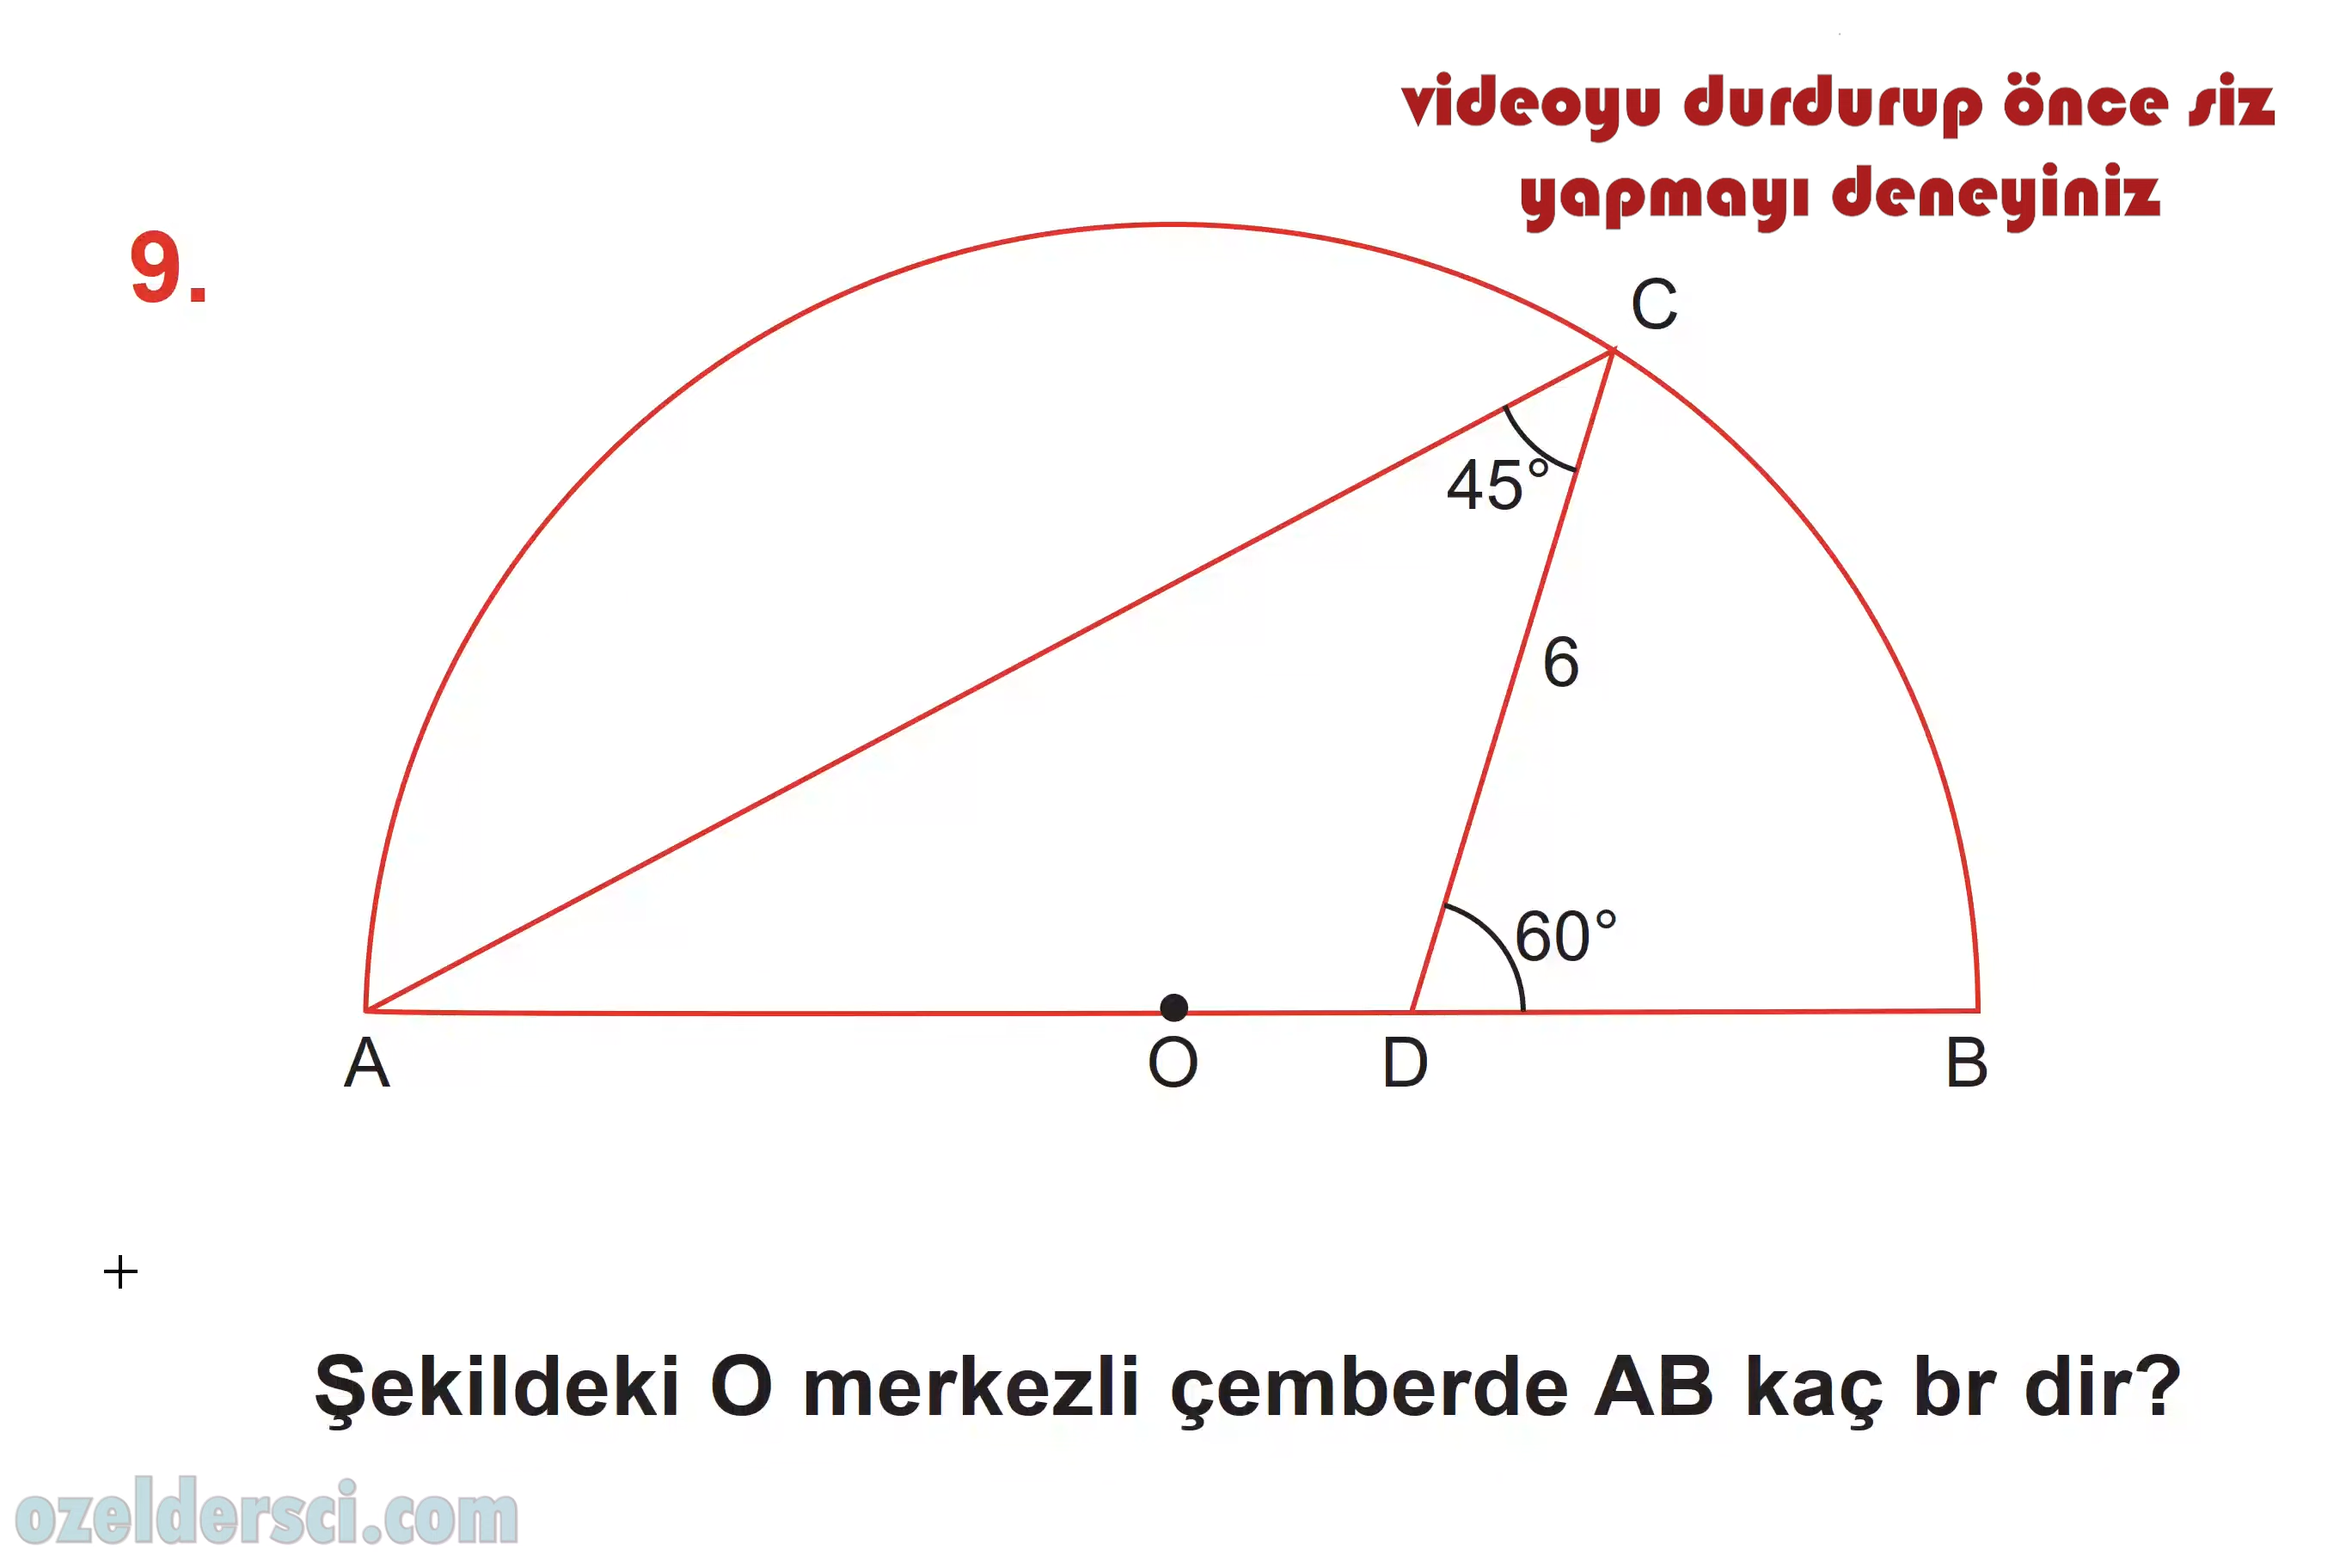 videoyu durdurup önce siz
yapmayı deneyiniz
9.
C
45°
6
60°
A O D B
Şekildeki O merkezli çemberde AB kaç br dir?
ozeldersci.com